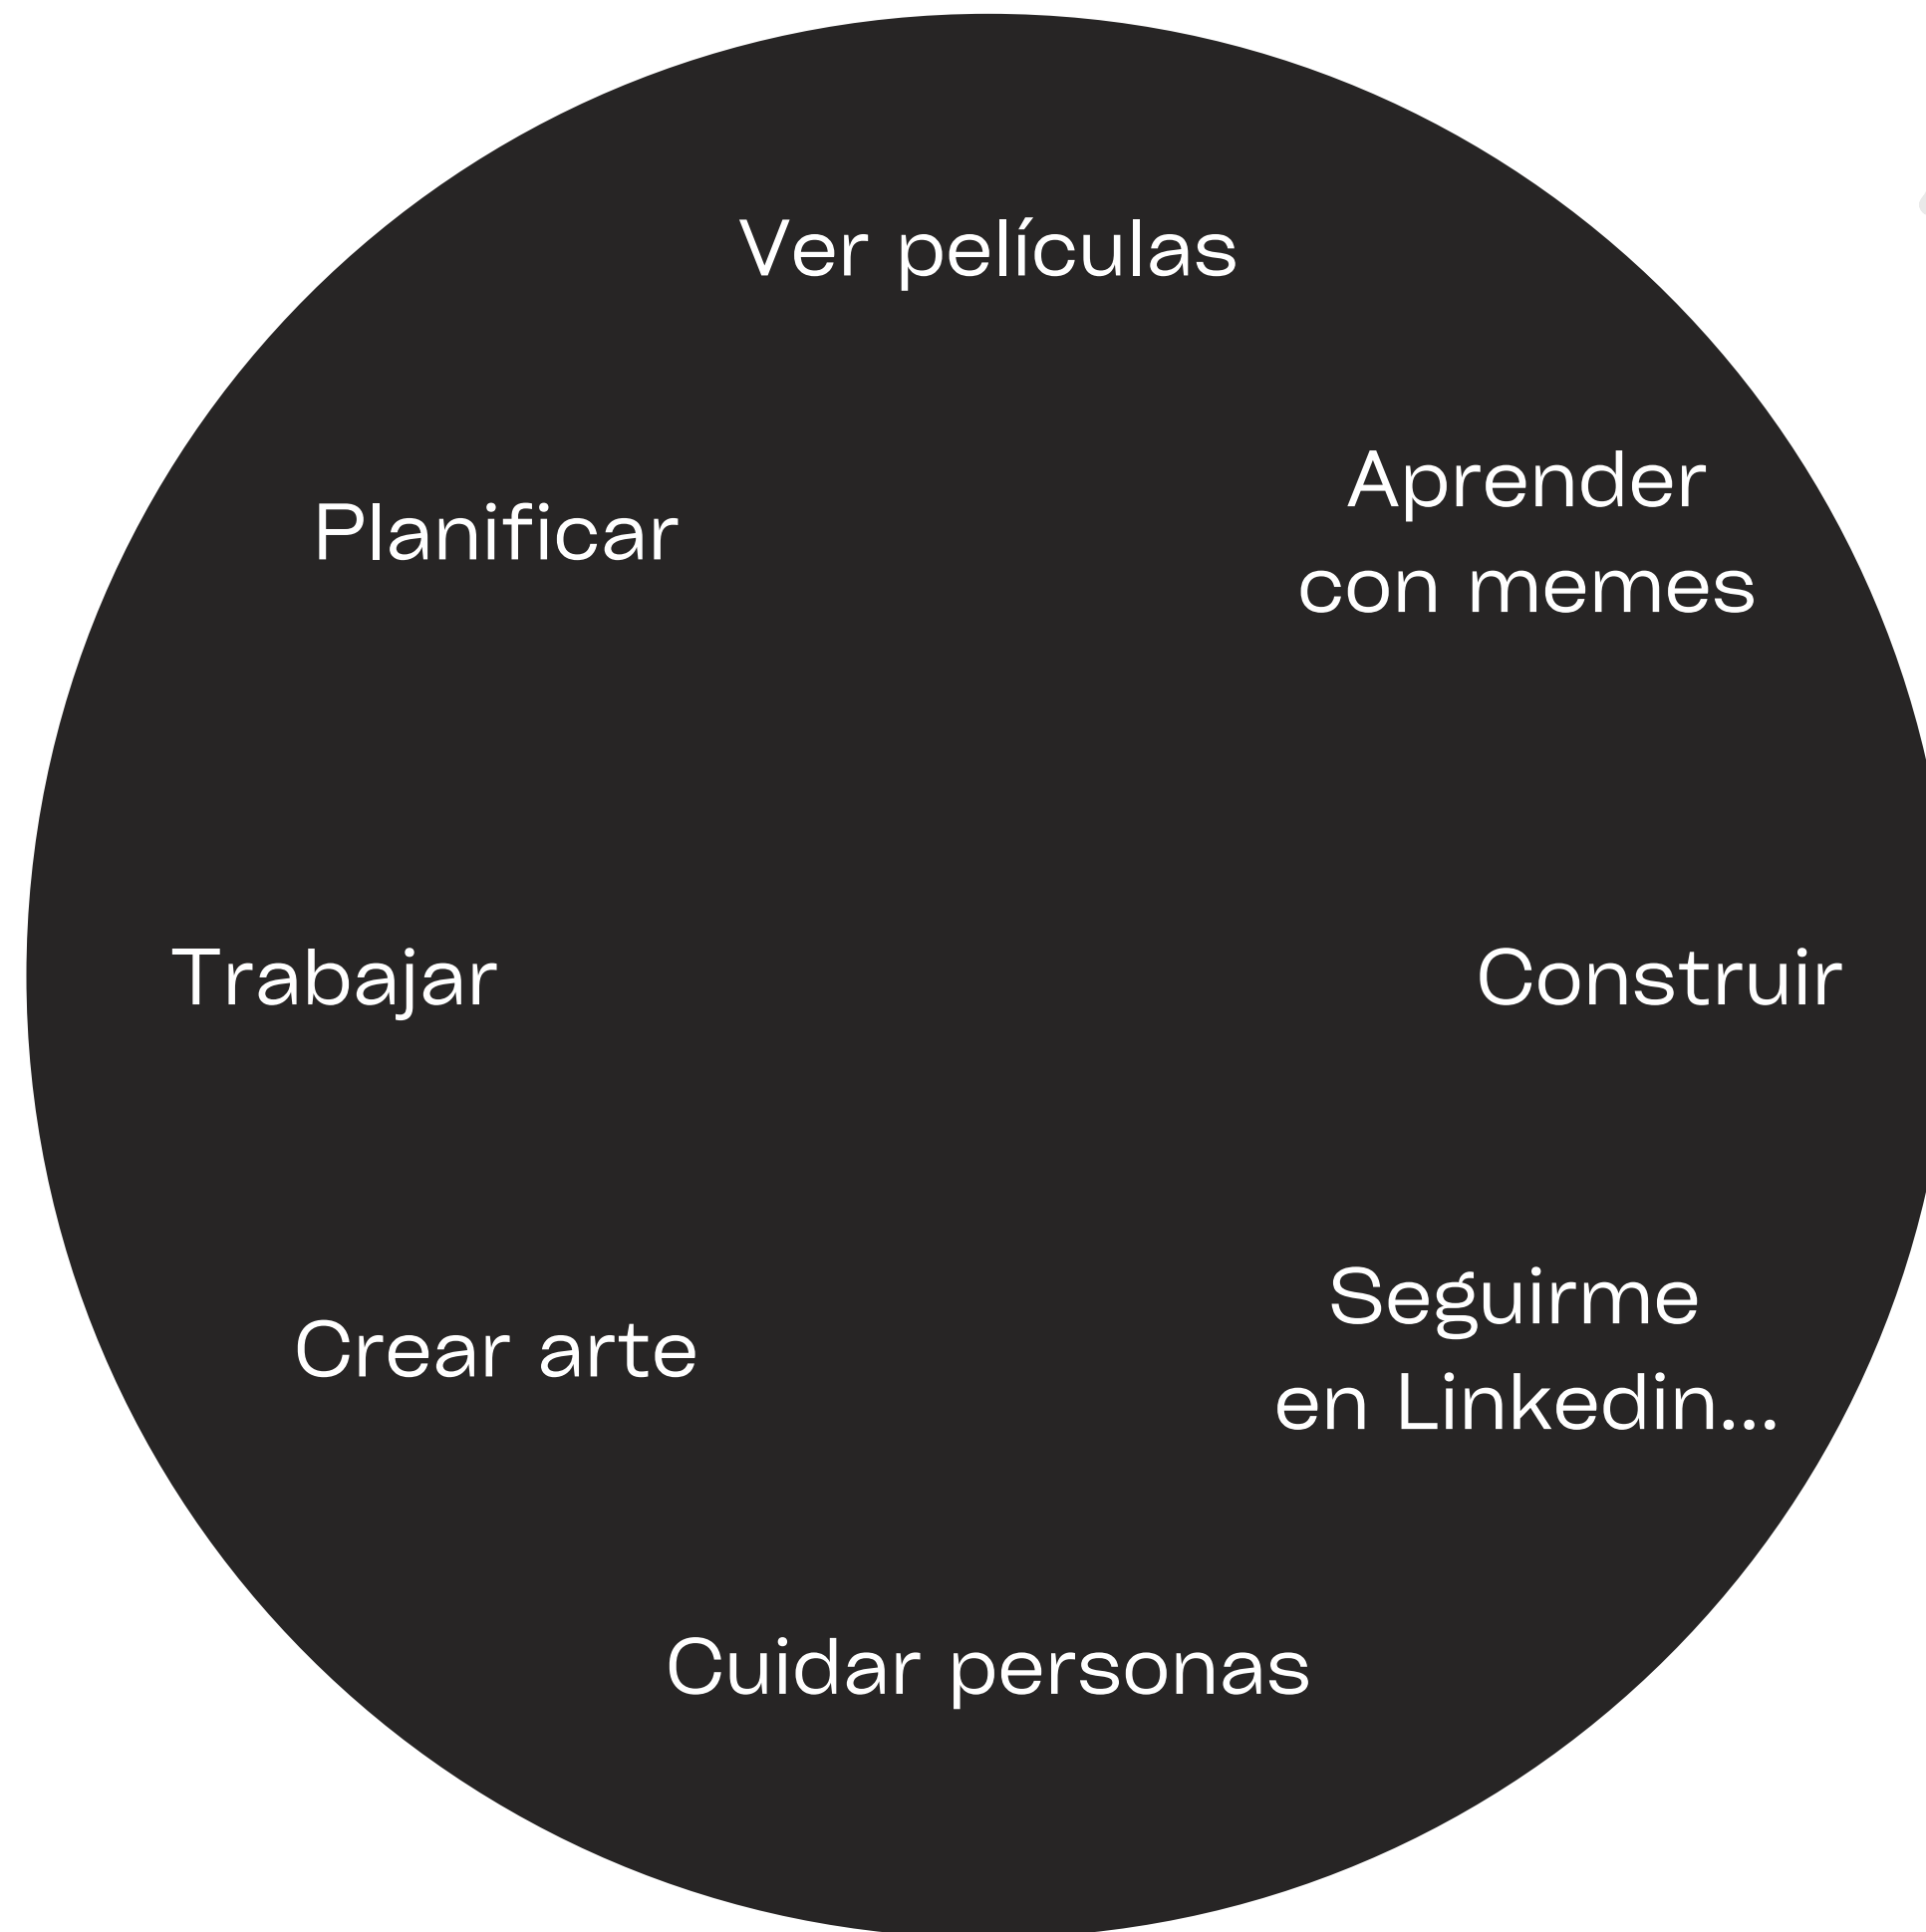 Ver películas
Aprender
con memes
Planificar
Trabajar
Construir
Seguirme
en Linkedin...
Crear arte
Cuidar personas